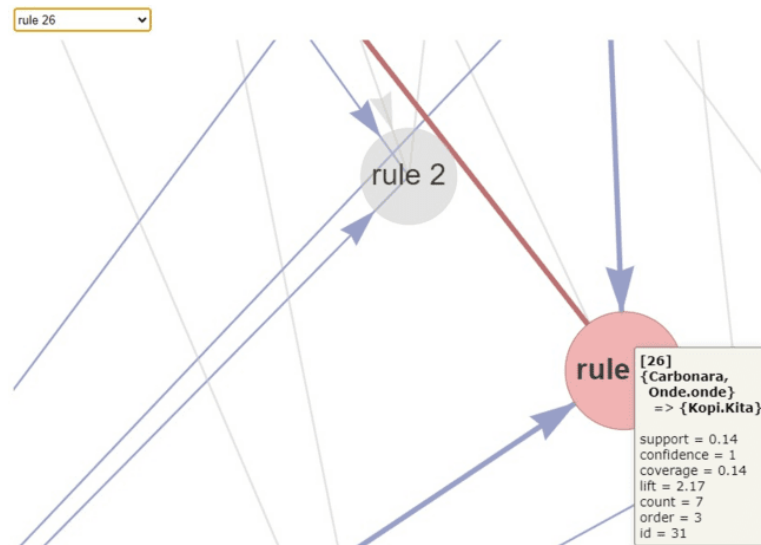 rule 26
rule 2
rule
[26]
{Carbonara,
Onde.onde}
=> {Kopi.Kita}
support = 0.14
confidence = 1
coverage = 0.14
lift = 2.17
count = 7
order = 3
id = 31